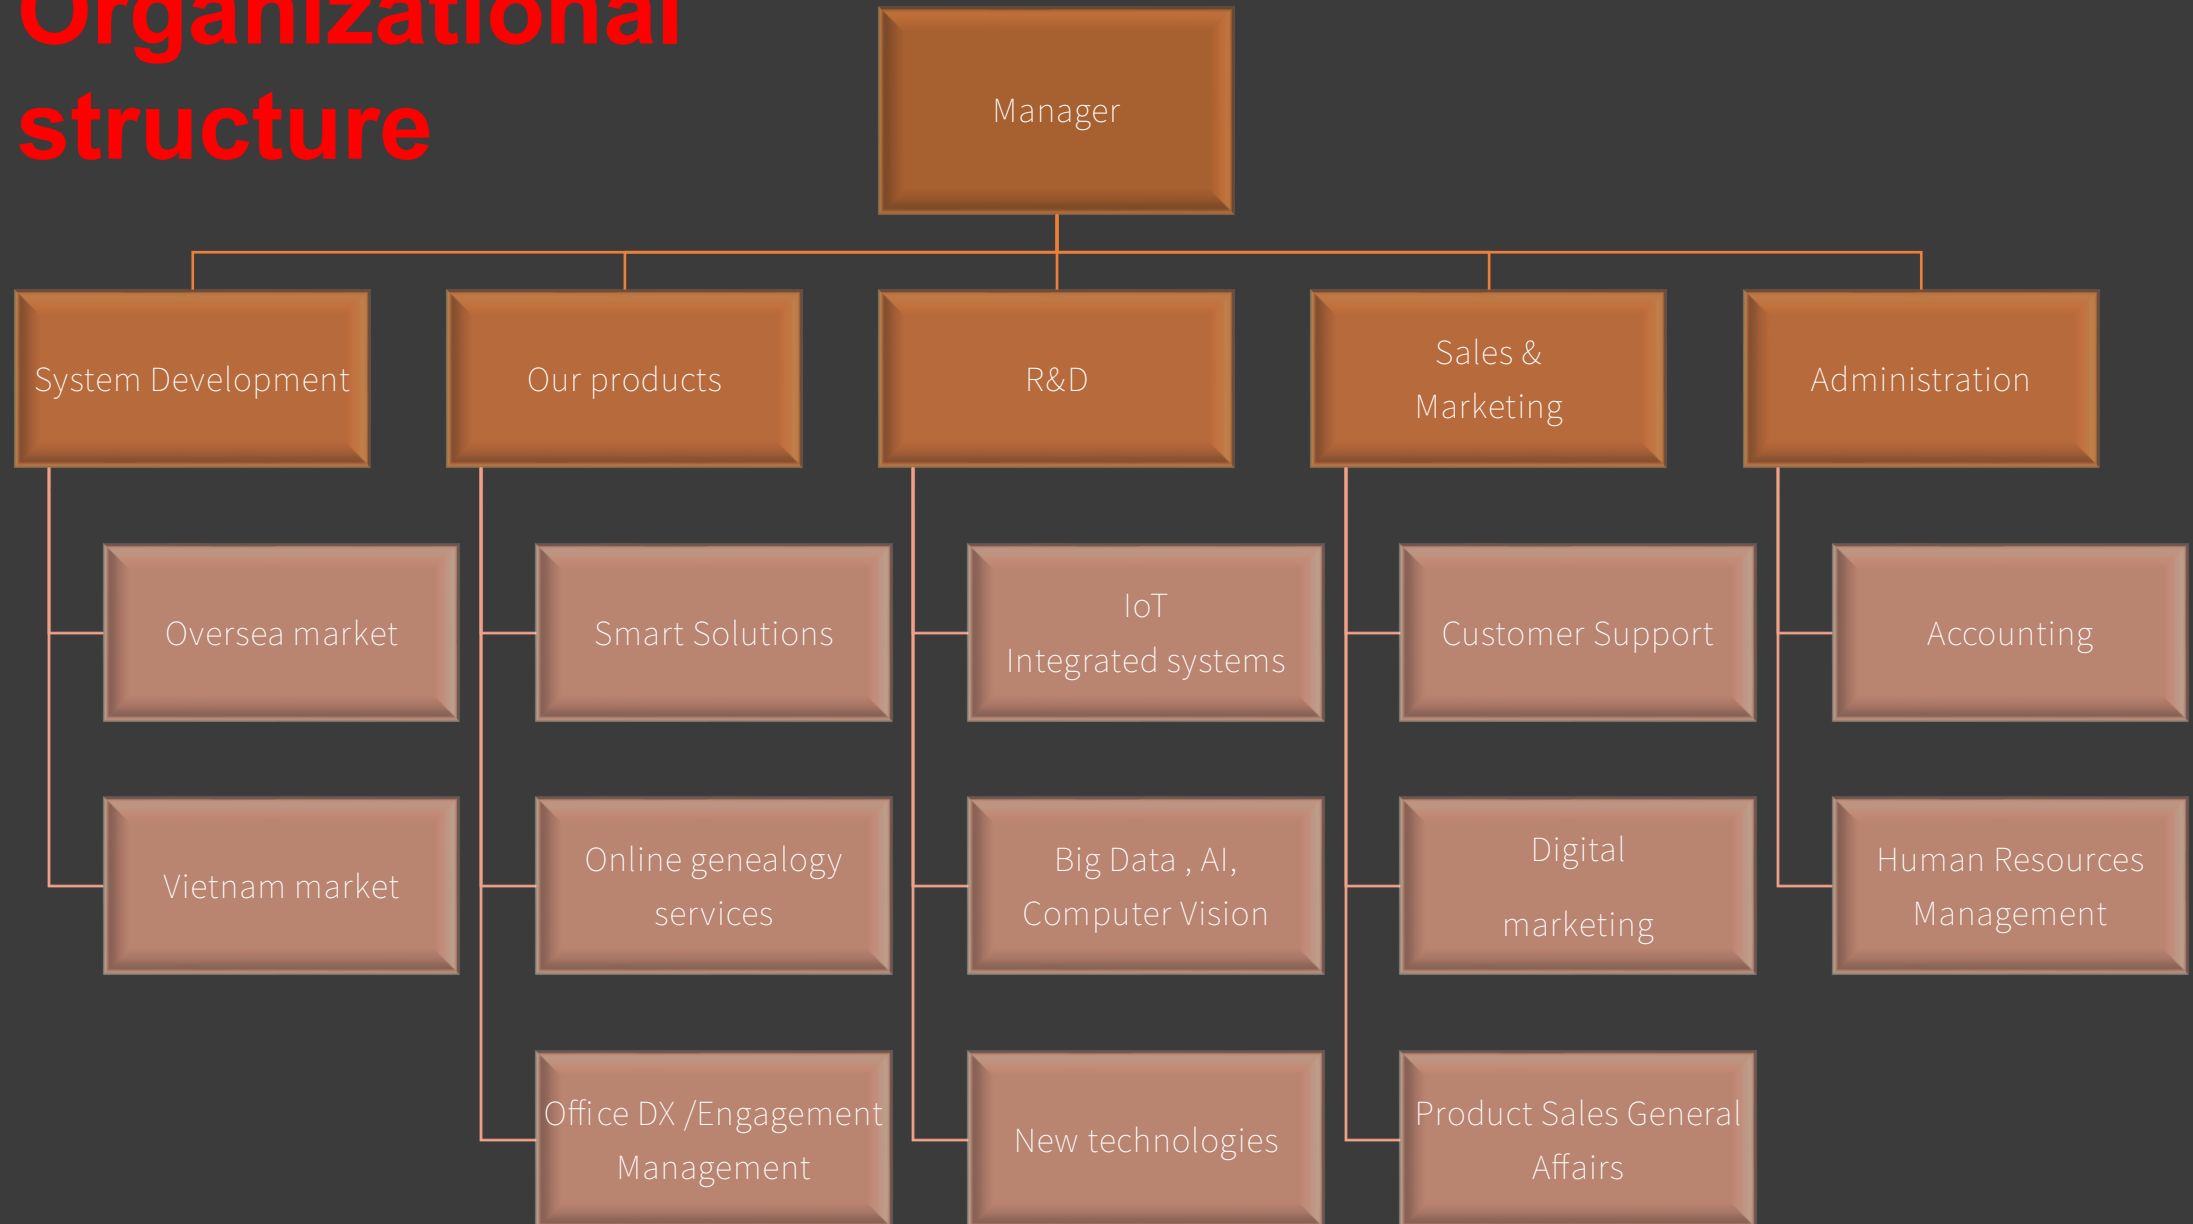 Organizational
structure
Manager
System Development
Our products
R&D
Sales &
Marketing
Administration
Oversea market
Smart Solutions
IoT
Integrated systems
Customer Support
Accounting
Vietnam market
Online genealogy
services
Big Data , AI,
Computer Vision
Digital
marketing
Human Resources
Management
Office DX /Engagement
Management
New technologies
Product Sales General
Affairs